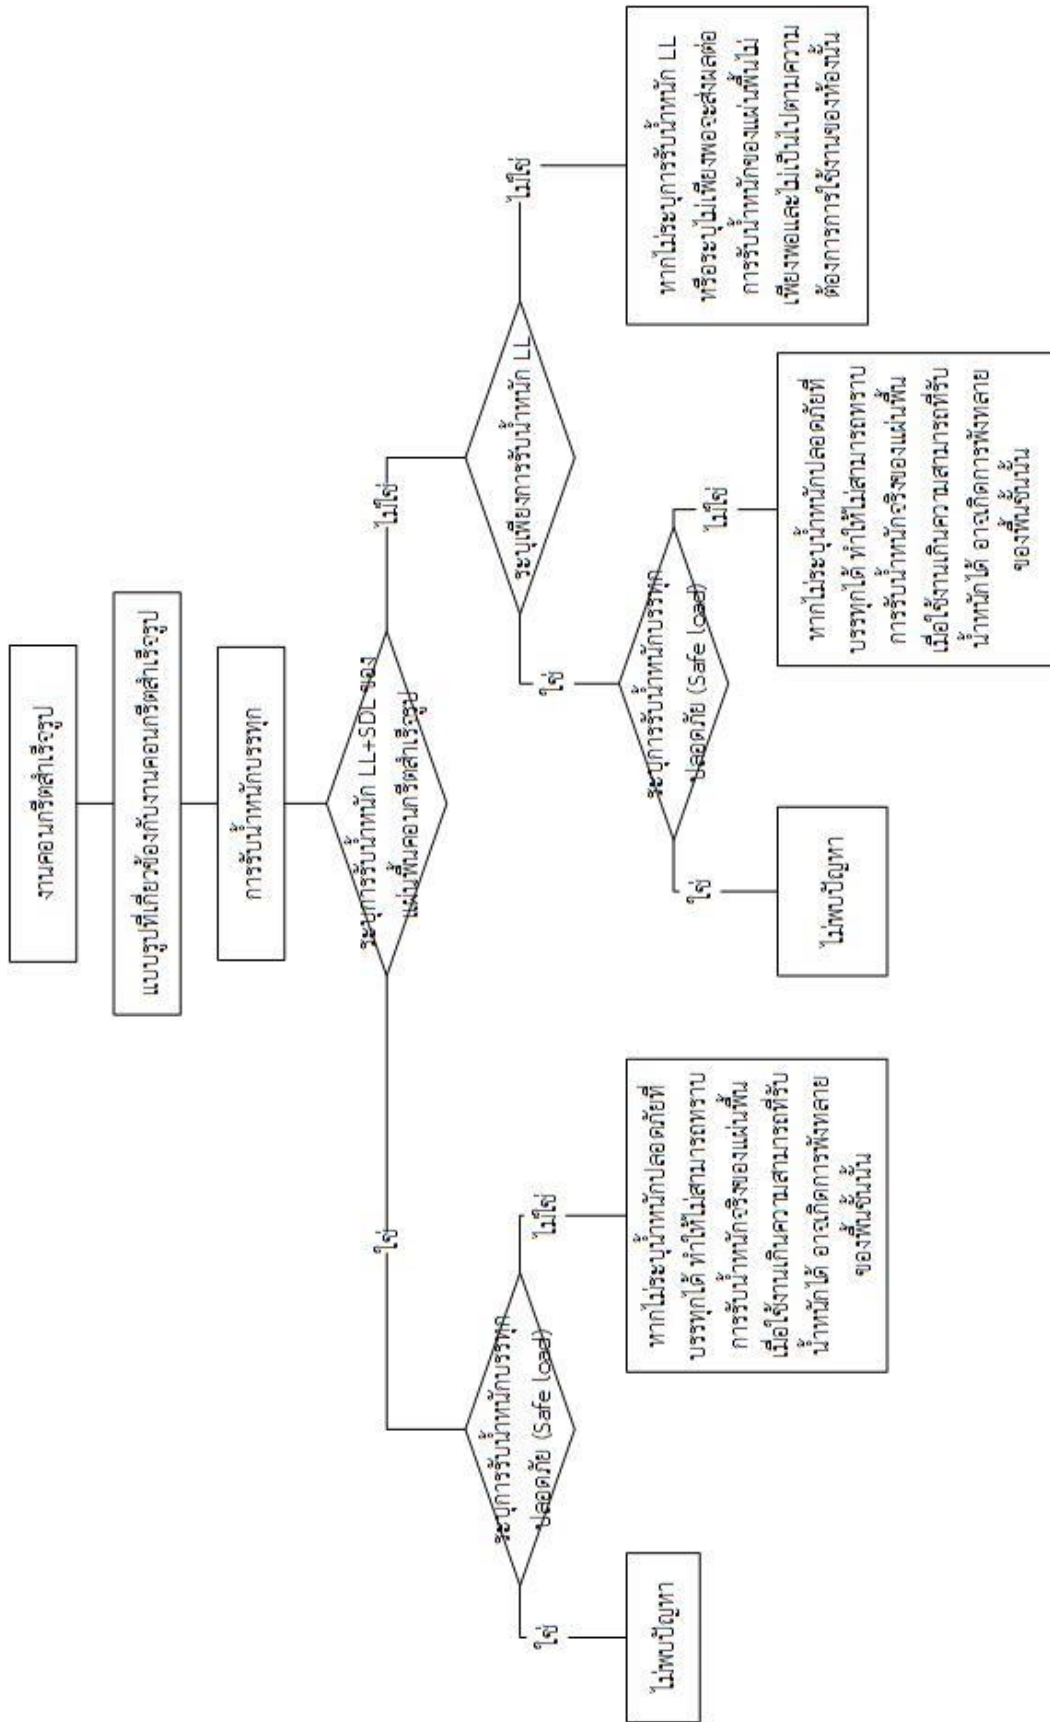 งานคอนกรีตสำเร็จรูป
แบบรูปที่เกี่ยวข้องกับงานคอนกรีตสำเร็จรูป
การรับน้ำหนักบรรทุก
ระบุการรับน้ำหนัก LL+SDL ของ
แผ่นพื้นคอนกรีตสำเร็จรูป
ใช่
ไม่ใช่
ระบุการรับน้ำหนักบรรทุก
ปลอดภัย (Safe load)
ใช่
ไม่ใช่
ไม่พบปัญหา
หากไม่ระบุน้ำหนักปลอดภัยที่
บรรทุกได้ ทำให้ไม่สามารถทราบ
การรับน้ำหนักจริงของแผ่นพื้น
เมื่อใช้งานเกินความสามารถที่รับ
น้ำหนักได้ อาจเกิดการพังทลาย
ของพื้นชั้นนั้น
ระบุเพียงการรับน้ำหนัก LL
ใช่
ไม่ใช่
ระบุการรับน้ำหนักบรรทุก
ปลอดภัย (Safe load)
ใช่
ไม่ใช่
ไม่พบปัญหา
หากไม่ระบุน้ำหนักปลอดภัยที่
บรรทุกได้ ทำให้ไม่สามารถทราบ
การรับน้ำหนักจริงของแผ่นพื้น
เมื่อใช้งานเกินความสามารถที่รับ
น้ำหนักได้ อาจเกิดการพังทลาย
ของพื้นชั้นนั้น
หากไม่ระบุการรับน้ำหนัก LL
หรือระบุไม่เพียงพอจะส่งผลต่อ
การรับน้ำหนักของแผ่นพื้นไม่
เพียงพอและไม่เป็นไปตามความ
ต้องการการใช้งานของห้องนั้น